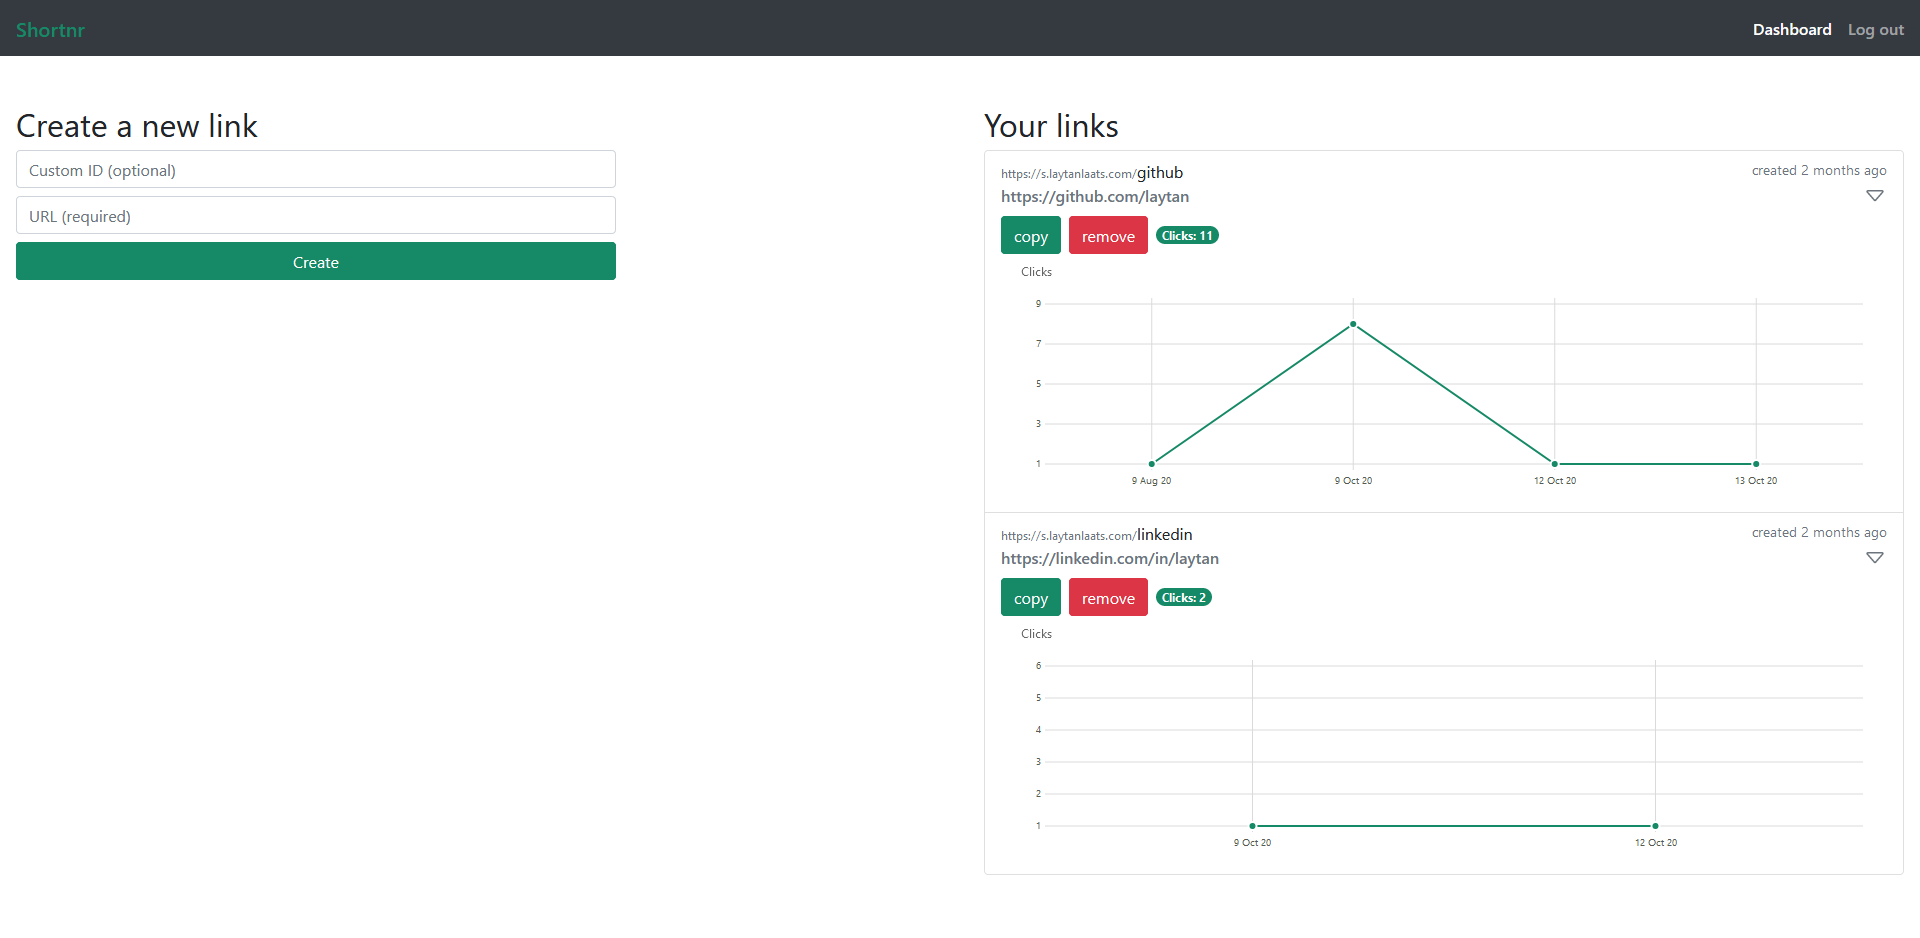 Shortnr
Dashboard Log out
Create a new link
Custom ID (optional)
URL (required)
Create
Your links
https://s.laytanlaats.com/github
created 2 months ago
https://github.com/laytan
copy remove Clicks: 11
Clicks
9
7
5
3
1
9 Aug 20 9 Oct 20 12 Oct 20 13 Oct 20
https://s.laytanlaats.com/linkedin
created 2 months ago
https://linkedin.com/in/laytan
copy remove Clicks: 2
Clicks
6
5
4
3
2
1
9 Oct 20 12 Oct 20